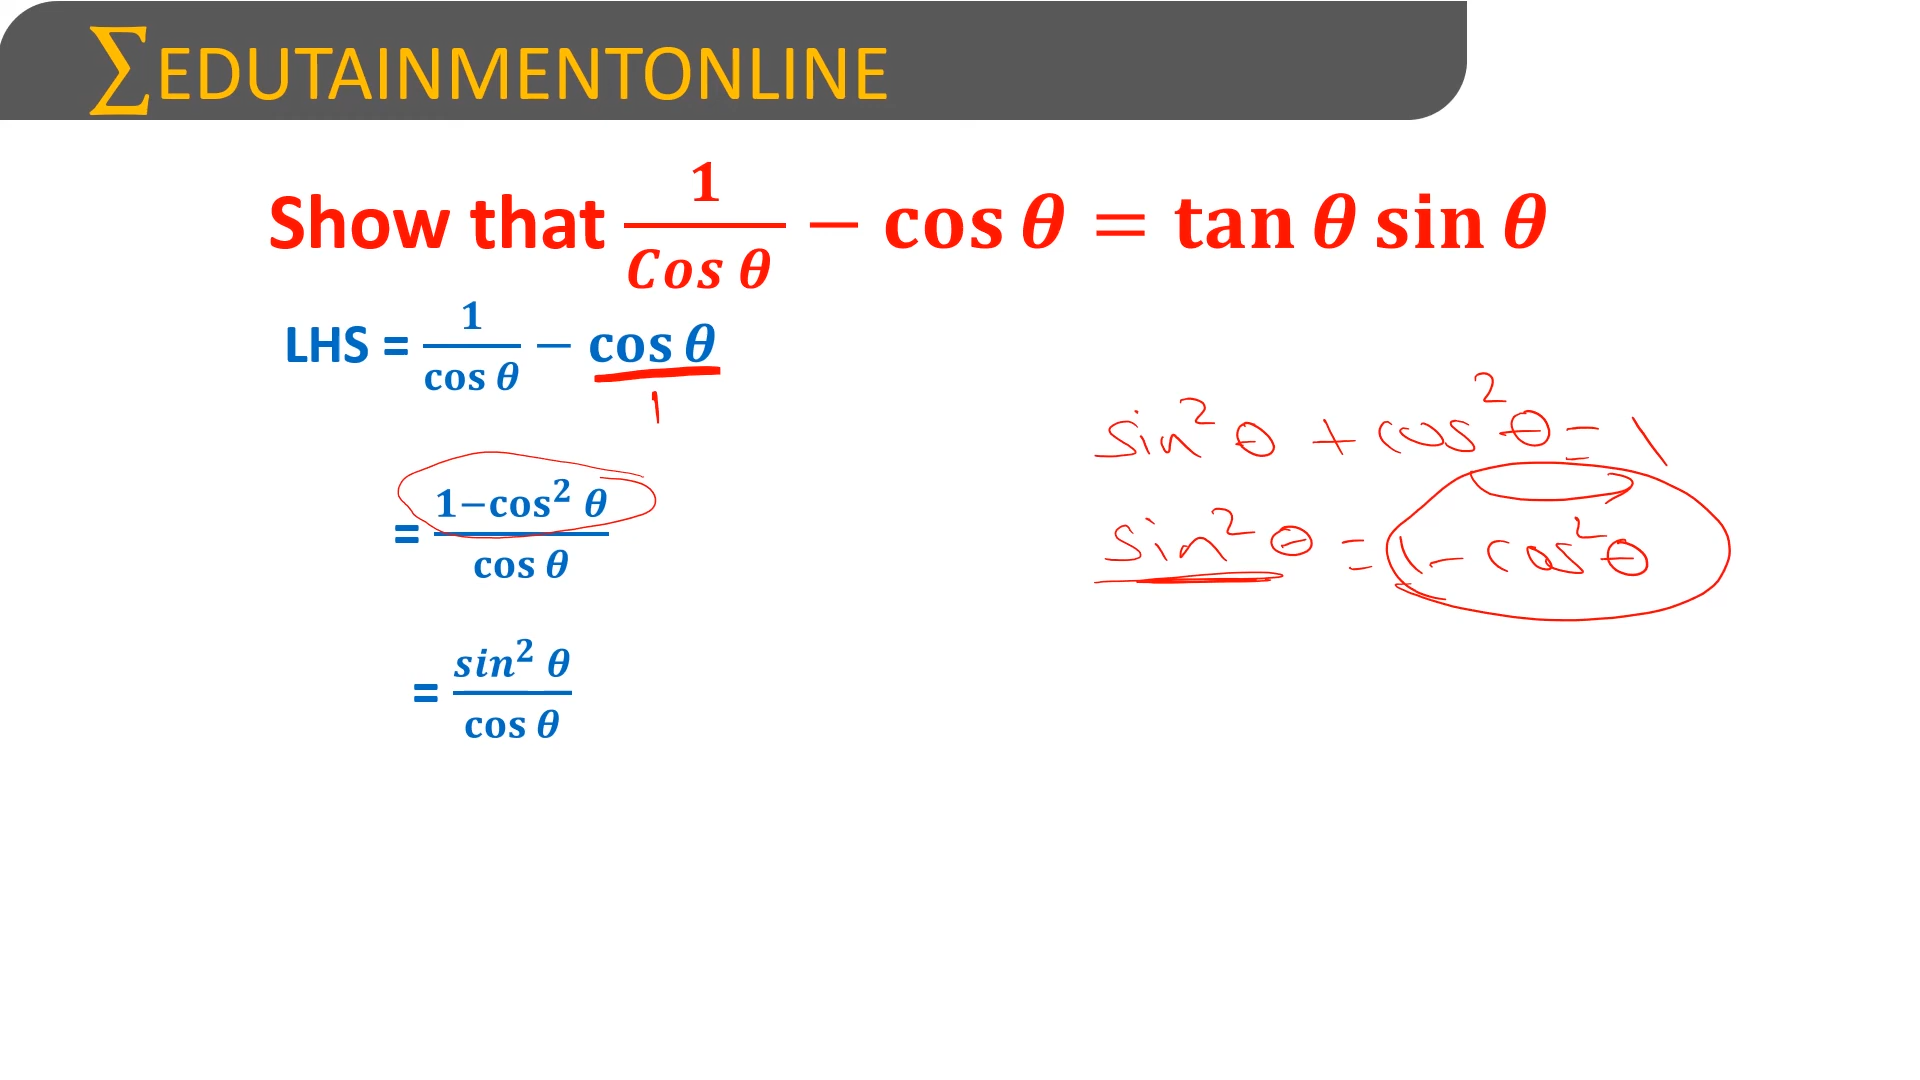 ∑EDUTAINMENTONLINE
Show that 1/Cos θ − cos θ = tan θ sin θ
LHS = 1/cos θ − cos θ
1
= 1−cos² θ/cos θ
= sin² θ/cos θ
sin² θ + cos² θ = 1
sin² θ = 1 − cos² θ